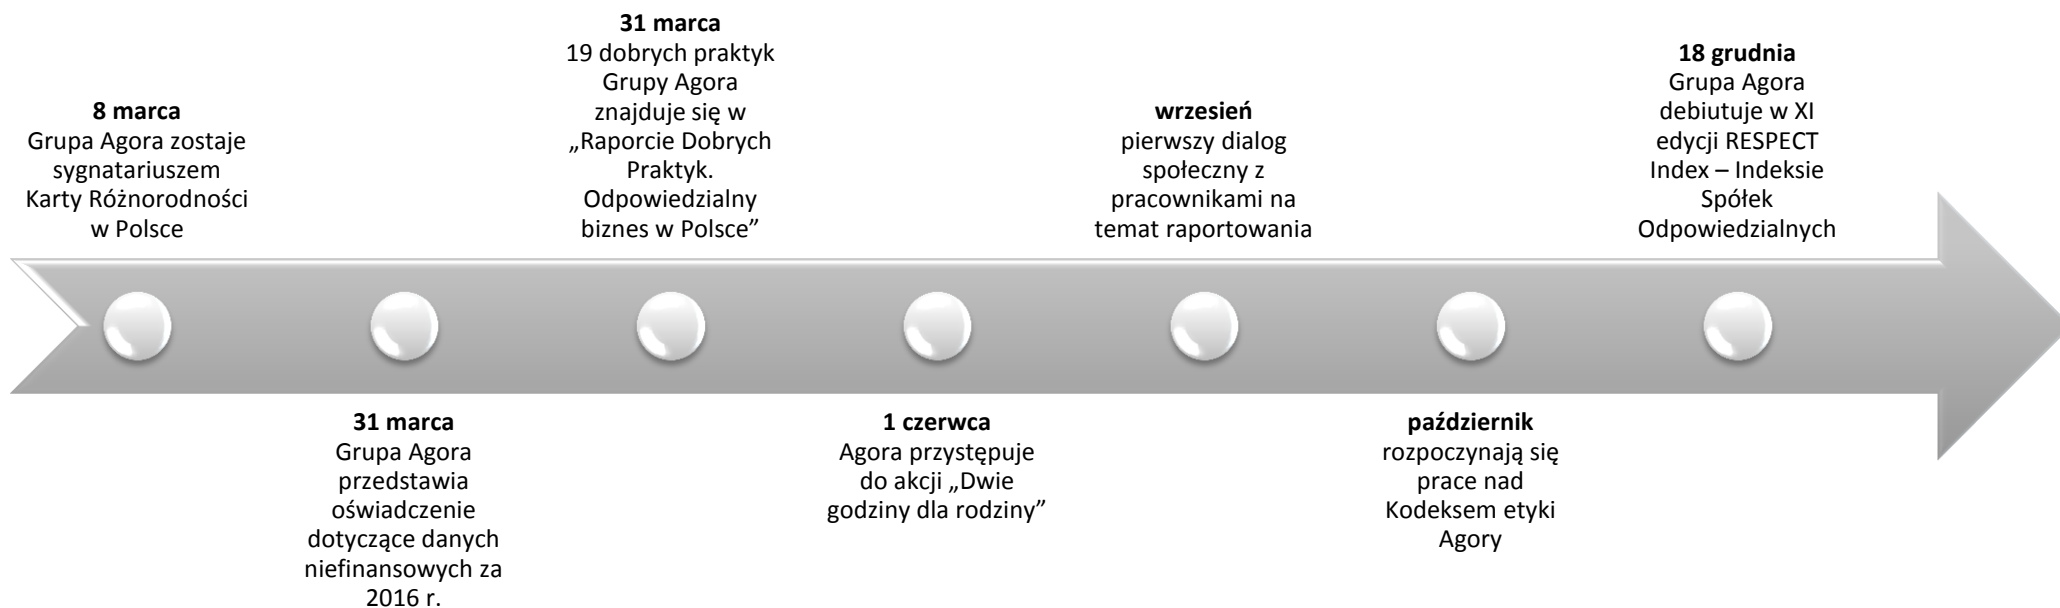 8 marca
Grupa Agora zostaje
sygnatariuszem
Karty Różnorodności
w Polsce
31 marca
Grupa Agora
przedstawia
oświadczenie
dotyczące danych
niefinansowych za
2016 r.
31 marca
19 dobrych praktyk
Grupy Agora
znajduje się w
„Raporcie Dobrych
Praktyk.
Odpowiedzialny
biznes w Polsce”
1 czerwca
Agora przystępuje
do akcji „Dwie
godziny dla rodziny”
wrzesień
pierwszy dialog
społeczny z
pracownikami na
temat raportowania
październik
rozpoczynają się
prace nad
Kodeksem etyki
Agory
18 grudnia
Grupa Agora
debiutuje w XI
edycji RESPECT
Index – Indeksie
Spółek
Odpowiedzialnych